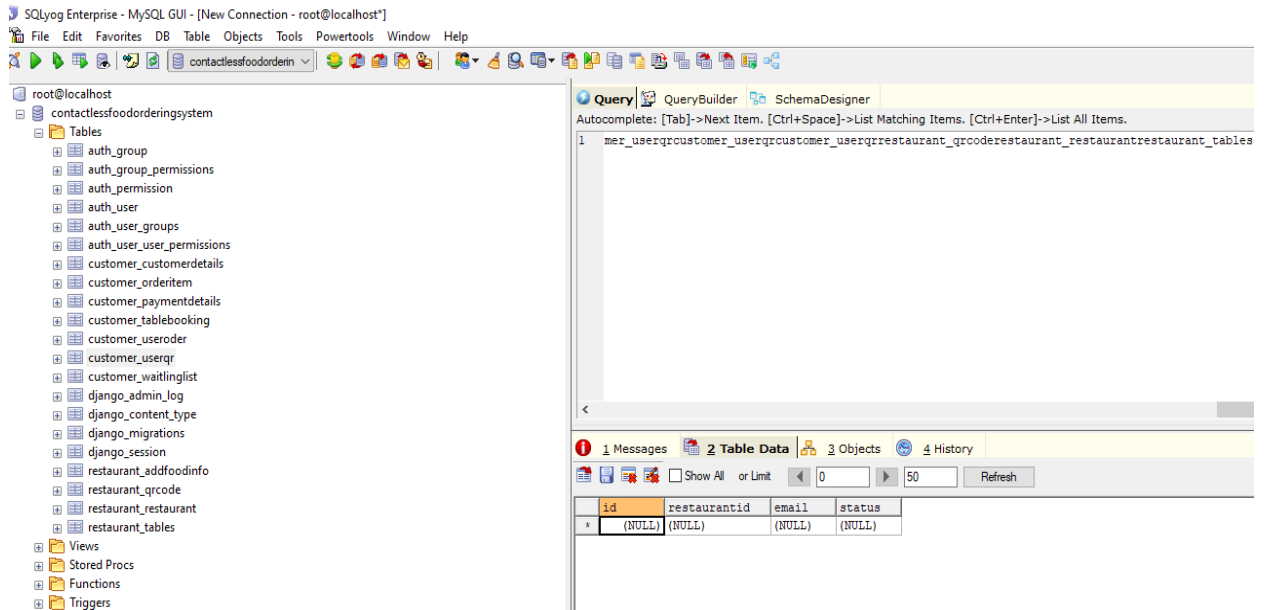 SQLyog Enterprise - MySQL GUI - [New Connection - root@localhost*]
File Edit Favorites DB Table Objects Tools Powertools Window Help
contactlessfoodorderin
root@localhost
contactlessfoodorderingsystem
Tables
auth_group
auth_group_permissions
auth_permission
auth_user
auth_user_groups
auth_user_user_permissions
customer_customerdetails
customer_orderitem
customer_paymentdetails
customer_tablebooking
customer_useroder
customer_userqr
customer_waitlinglist
django_admin_log
django_content_type
django_migrations
django_session
restaurant_addfoodinfo
restaurant_qrcode
restaurant_restaurant
restaurant_tables
Views
Stored Procs
Functions
Triggers
Query QueryBuilder SchemaDesigner
Autocomplete: [Tab]->Next Item. [Ctrl+Space]->List Matching Items. [Ctrl+Enter]->List All Items.
1 mer_userqrcustomer_userqrcustomer_userqrrestaurant_qrcoderestaurant_restaurantrestaurant_tables
1 Messages 2 Table Data 3 Objects 4 History
Show All or Limit 0 50 Refresh
id restaurantid email status
* (NULL) (NULL) (NULL) (NULL)